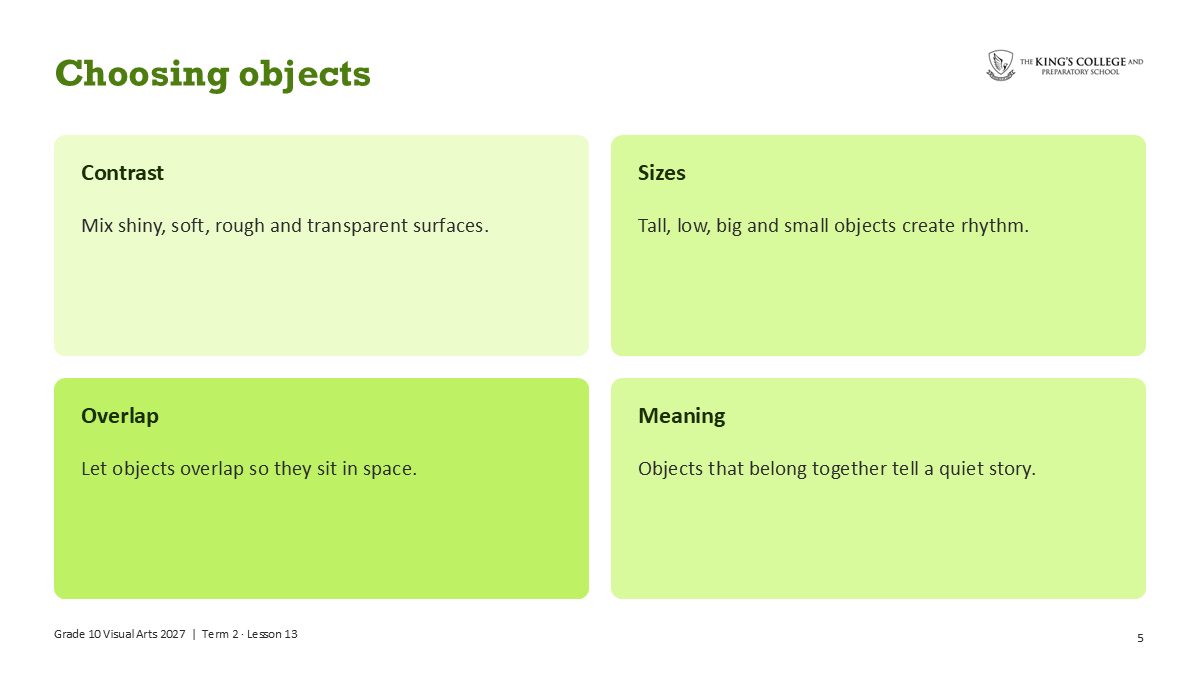 Choosing objects
THE KING'S COLLEGE AND
PREPARATORY SCHOOL
Contrast
Mix shiny, soft, rough and transparent surfaces.
Sizes
Tall, low, big and small objects create rhythm.
Overlap
Let objects overlap so they sit in space.
Meaning
Objects that belong together tell a quiet story.
Grade 10 Visual Arts 2027 | Term 2 · Lesson 13
5